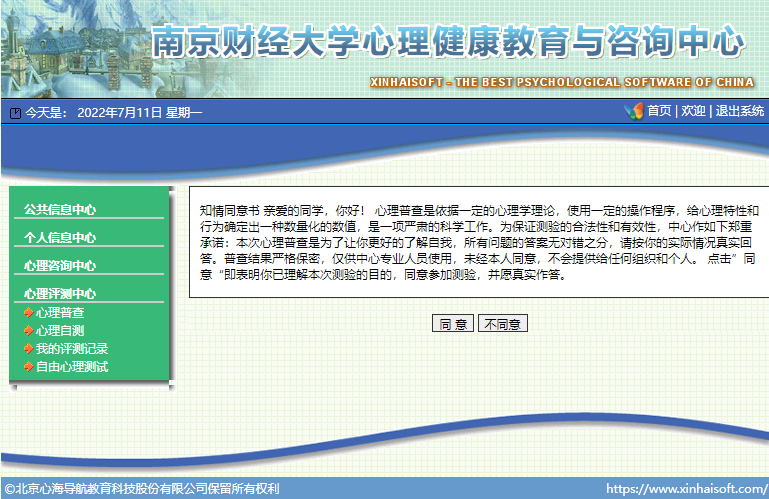 南京财经大学心理健康教育与咨询中心
XINHAISOFT - THE BEST PSYCHOLOGICAL SOFTWARE OF CHINA
今天是： 2022年7月11日 星期一
首页 | 欢迎 | 退出系统
公共信息中心
个人信息中心
心理咨询中心
心理评测中心
心理普查
心理自测
我的评测记录
自由心理测试
知情同意书 亲爱的同学，你好！ 心理普查是依据一定的心理学理论，使用一定的操作程序，给心理特性和
行为确定出一种数量化的数值，是一项严肃的科学工作。为保证测验的合法性和有效性，中心作如下郑重
承诺：本次心理普查是为了让你更好的了解自我，所有问题的答案无对错之分，请按你的实际情况真实回
答。普查结果严格保密，仅供中心专业人员使用，未经本人同意，不会提供给任何组织和个人。 点击”同
意“即表明你已理解本次测验的目的，同意参加测验，并愿真实作答。
同 意 不同意
©北京心海导航教育科技股份有限公司保留所有权利
https://www.xinhaisoft.com/